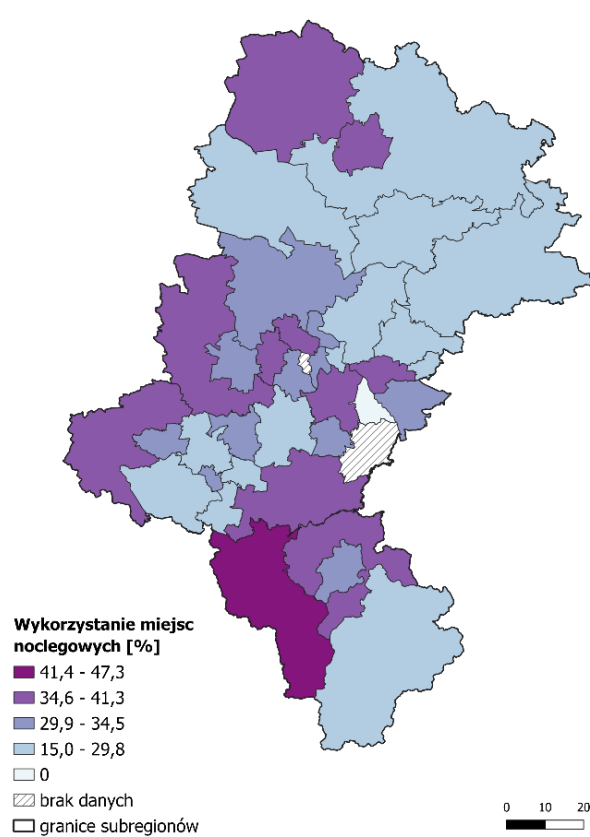 Wykorzystanie miejsc
noclegowych [%]
41,4 - 47,3
34,6 - 41,3
29,9 - 34,5
15,0 - 29,8
0
brak danych
granice subregionów
0 10 20